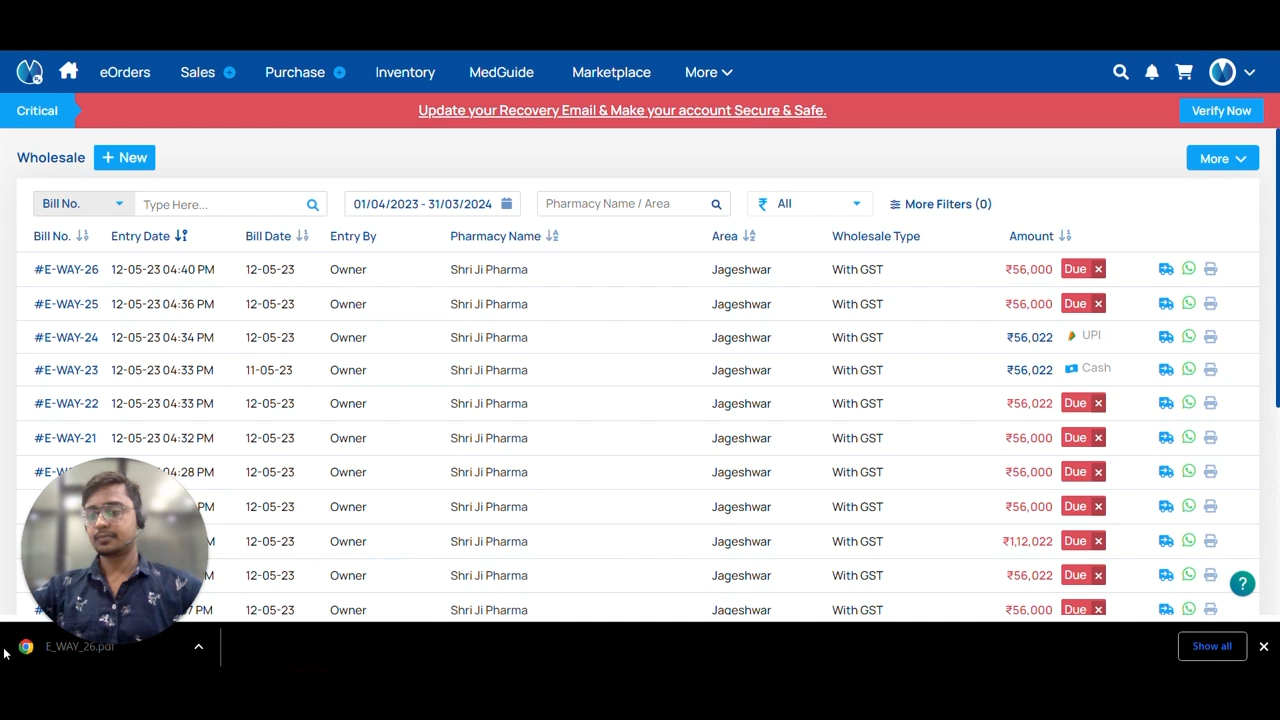 eOrders Sales Purchase Inventory MedGuide Marketplace More
Critical Update your Recovery Email & Make your account Secure & Safe. Verify Now
Wholesale + New More
Bill No. Type Here... 01/04/2023 - 31/03/2024 Pharmacy Name / Area ₹ All More Filters (0)
Bill No. Entry Date Bill Date Entry By Pharmacy Name Area Wholesale Type Amount
#E-WAY-26 12-05-23 04:40 PM 12-05-23 Owner Shri Ji Pharma Jageshwar With GST ₹56,000 Due ×
#E-WAY-25 12-05-23 04:36 PM 12-05-23 Owner Shri Ji Pharma Jageshwar With GST ₹56,000 Due ×
#E-WAY-24 12-05-23 04:34 PM 12-05-23 Owner Shri Ji Pharma Jageshwar With GST ₹56,022 UPI
#E-WAY-23 12-05-23 04:33 PM 11-05-23 Owner Shri Ji Pharma Jageshwar With GST ₹56,022 Cash
#E-WAY-22 12-05-23 04:33 PM 12-05-23 Owner Shri Ji Pharma Jageshwar With GST ₹56,022 Due ×
#E-WAY-21 12-05-23 04:32 PM 12-05-23 Owner Shri Ji Pharma Jageshwar With GST ₹56,000 Due ×
04:28 PM 12-05-23 Owner Shri Ji Pharma Jageshwar With GST ₹56,000 Due ×
PM 12-05-23 Owner Shri Ji Pharma Jageshwar With GST ₹56,000 Due ×
12-05-23 Owner Shri Ji Pharma Jageshwar With GST ₹1,12,022 Due ×
12-05-23 Owner Shri Ji Pharma Jageshwar With GST ₹56,022 Due ×
PM 12-05-23 Owner Shri Ji Pharma Jageshwar With GST ₹56,000 Due ×
?
E_WAY_26.pdf Show all ×